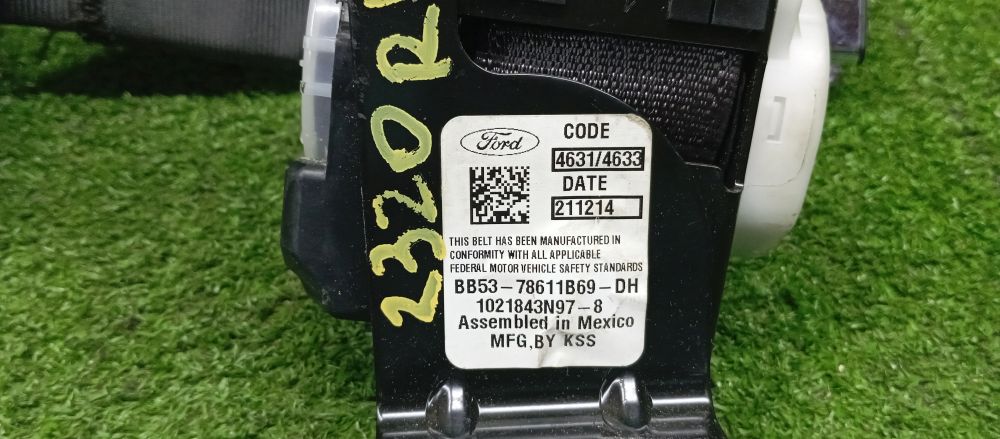 2320R
Ford
CODE
4631/4633
DATE
211214
THIS BELT HAS BEEN MANUFACTURED IN
CONFORMITY WITH ALL APPLICABLE
FEDERAL MOTOR VEHICLE SAFETY STANDARDS
BB53-78611B69-DH
1021843N97-8
Assembled in Mexico
MFG,BY KSS